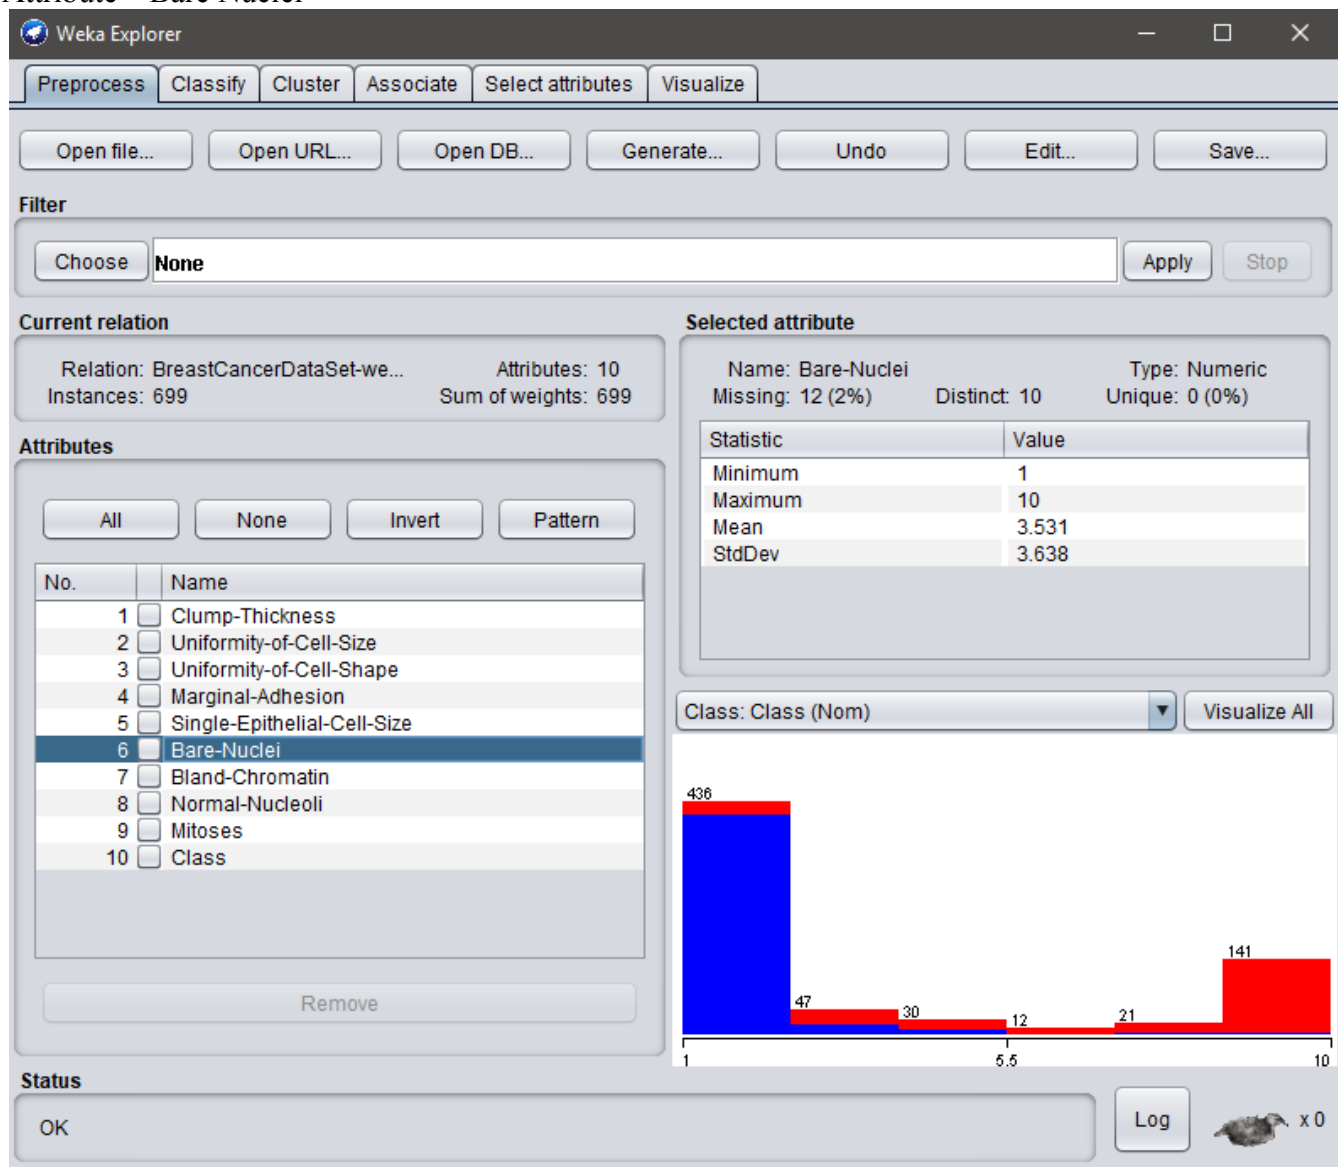 Weka Explorer
Preprocess Classify Cluster Associate Select attributes Visualize
Open file... Open URL... Open DB... Generate... Undo Edit... Save...
Filter
Choose None Apply Stop
Current relation
Relation: BreastCancerDataSet-we... Attributes: 10
Instances: 699 Sum of weights: 699
Attributes
All None Invert Pattern
No. Name
1 Clump-Thickness
2 Uniformity-of-Cell-Size
3 Uniformity-of-Cell-Shape
4 Marginal-Adhesion
5 Single-Epithelial-Cell-Size
6 Bare-Nuclei
7 Bland-Chromatin
8 Normal-Nucleoli
9 Mitoses
10 Class
Remove
Selected attribute
Name: Bare-Nuclei Type: Numeric
Missing: 12 (2%) Distinct: 10 Unique: 0 (0%)
Statistic Value
Minimum 1
Maximum 10
Mean 3.531
StdDev 3.638
Class: Class (Nom) Visualize All
436
47
30
12
21
141
1 5.5 10
Status
OK
Log x 0